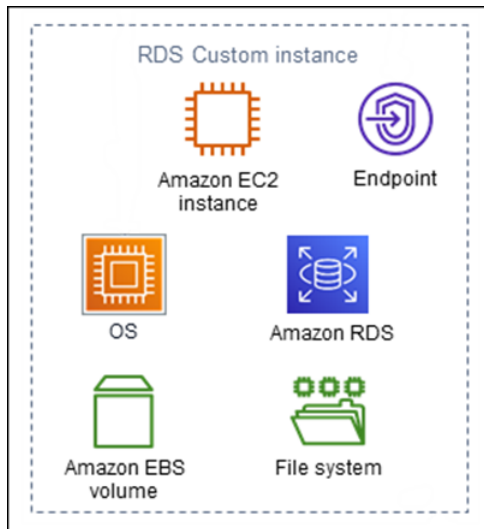 RDS Custom instance
Amazon EC2
instance
Endpoint
OS
Amazon RDS
Amazon EBS
volume
File system